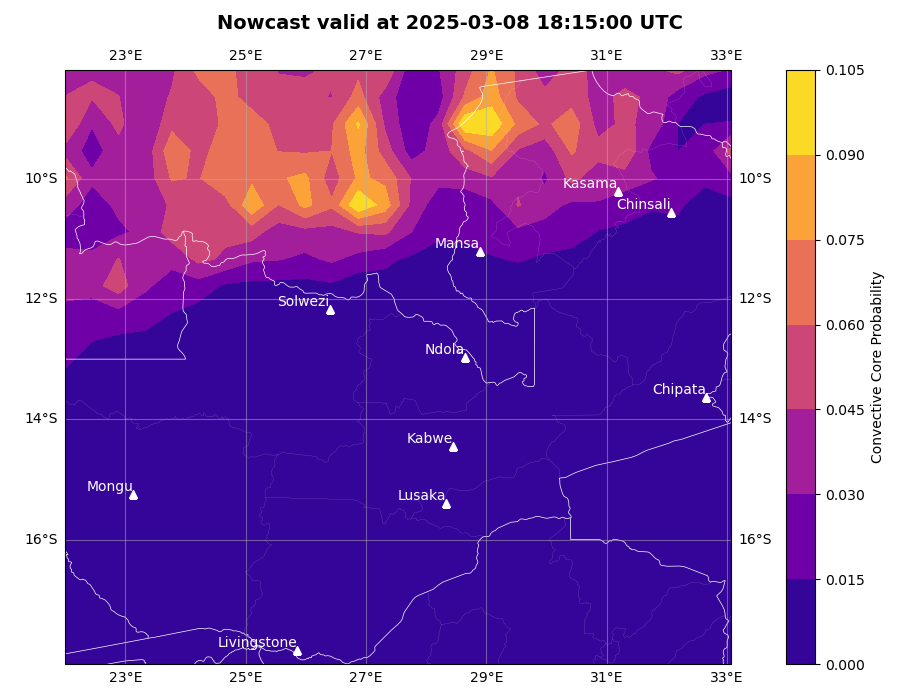 Nowcast valid at 2025-03-08 18:15:00 UTC
23°E 25°E 27°E 29°E 31°E 33°E
0.105
0.090
10°S 10°S
Kasama
Chinsali
0.075
Mansa
12°S 12°S
Solwezi
0.060
Ndola
Chipata
0.045
14°S 14°S
Kabwe
Mongu
Lusaka
0.030
16°S 16°S
0.015
Livingstone
0.000
23°E 25°E 27°E 29°E 31°E 33°E
Convective Core Probability